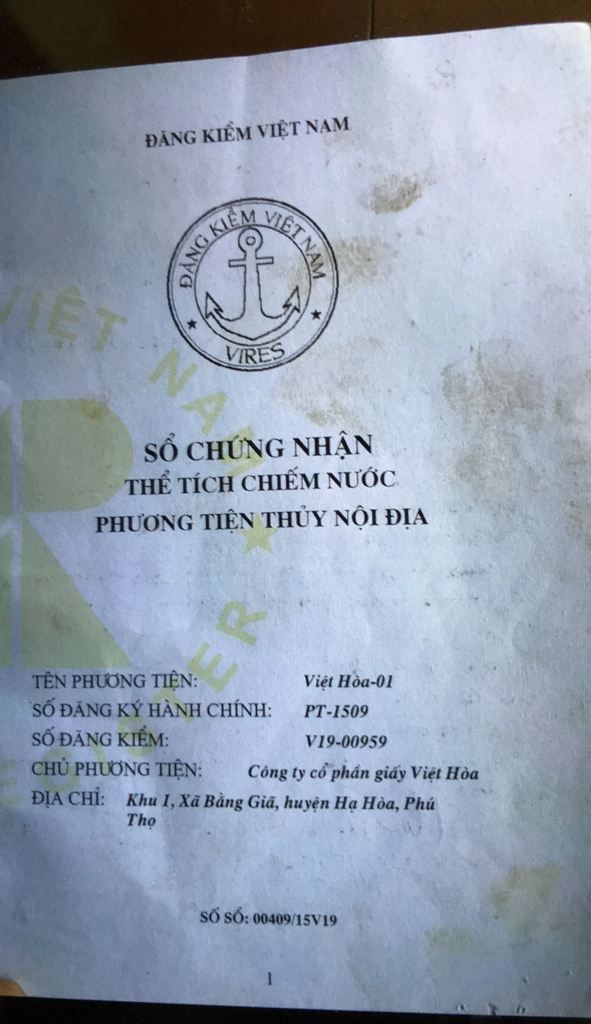 ĐĂNG KIỂM VIỆT NAM
ĐĂNG KIỂM VIỆT NAM
VIRES
VIỆT NAM
SỔ CHỨNG NHẬN
THỂ TÍCH CHIẾM NƯỚC
PHƯƠNG TIỆN THỦY NỘI ĐỊA
TÊN PHƯƠNG TIỆN: Việt Hòa-01
SỐ ĐĂNG KÝ HÀNH CHÍNH: PT-1509
SỐ ĐĂNG KIỂM: V19-00959
CHỦ PHƯƠNG TIỆN: Công ty cổ phần giấy Việt Hòa
ĐỊA CHỈ: Khu 1, Xã Bằng Giã, huyện Hạ Hòa, Phú
Thọ
SỐ SỔ: 00409/15V19
1